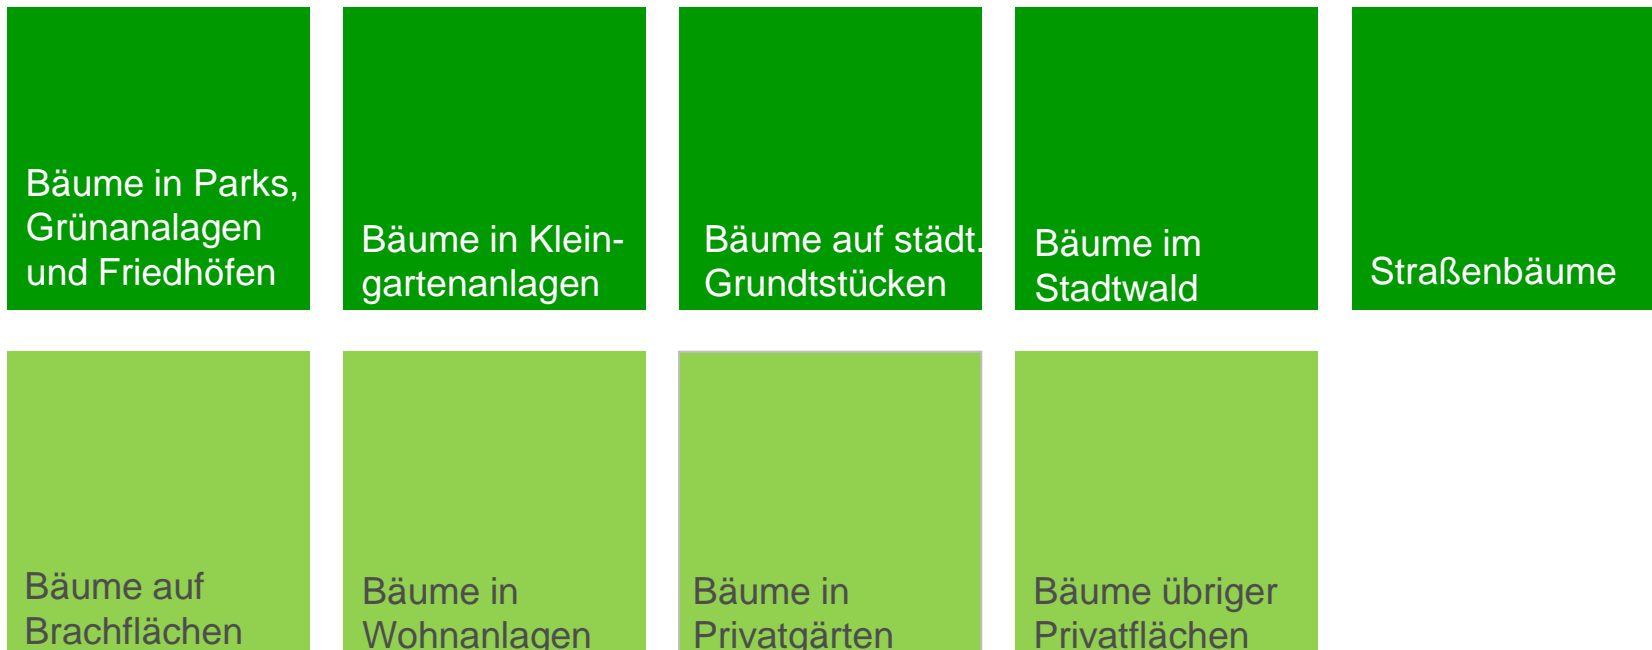 Bäume in Parks,
Grünanalagen
und Friedhöfen
Bäume in Klein-
gartenanlagen
Bäume auf städt.
Grundtstücken
Bäume im
Stadtwald
Straßenbäume
Bäume auf
Brachflächen
Bäume in
Wohnanlagen
Bäume in
Privatgärten
Bäume übriger
Privatflächen